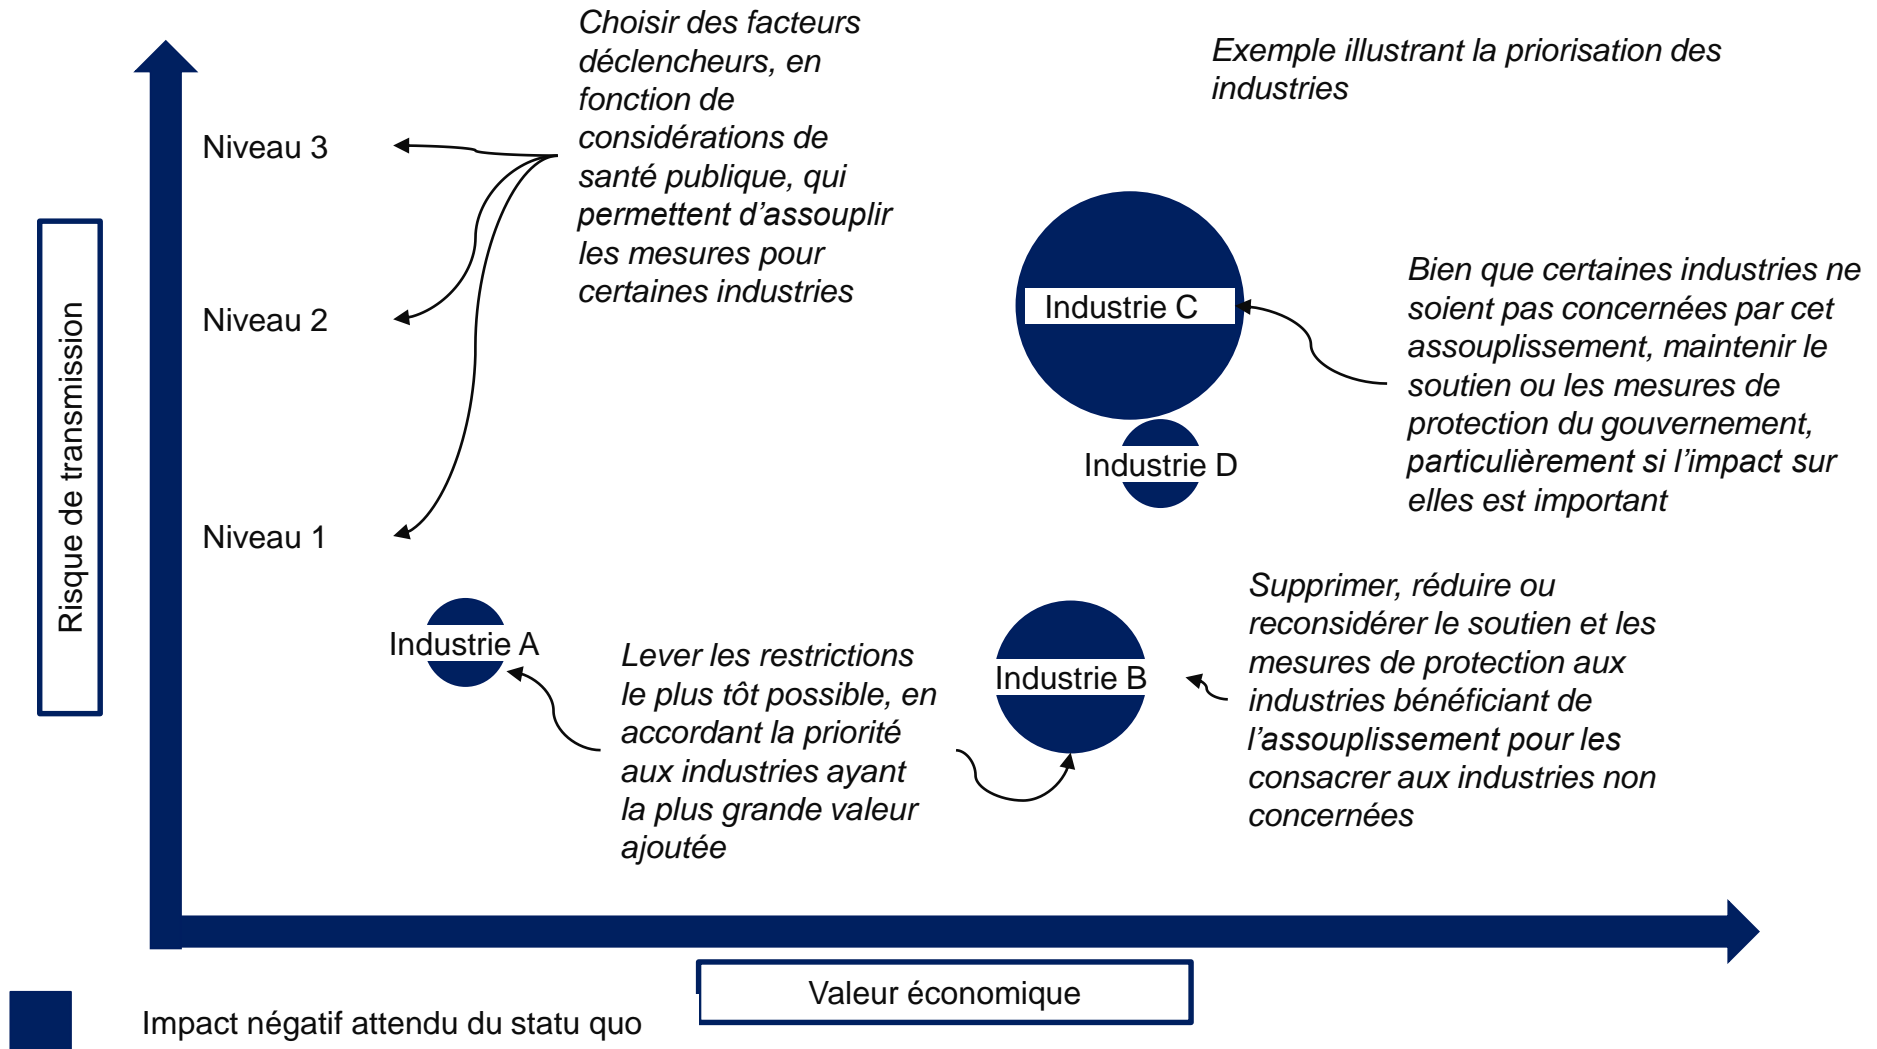 Choisir des facteurs
déclencheurs, en
fonction de
considérations de
santé publique, qui
permettent d’assouplir
les mesures pour
certaines industries
Exemple illustrant la priorisation des
industries
Niveau 3
Niveau 2
Niveau 1
Risque de transmission
Industrie C
Bien que certaines industries ne
soient pas concernées par cet
assouplissement, maintenir le
soutien ou les mesures de
protection du gouvernement,
particulièrement si l’impact sur
elles est important
Industrie D
Industrie A
Lever les restrictions
le plus tôt possible, en
accordant la priorité
aux industries ayant
la plus grande valeur
ajoutée
Industrie B
Supprimer, réduire ou
reconsidérer le soutien et les
mesures de protection aux
industries bénéficiant de
l’assouplissement pour les
consacrer aux industries non
concernées
Valeur économique
Impact négatif attendu du statu quo